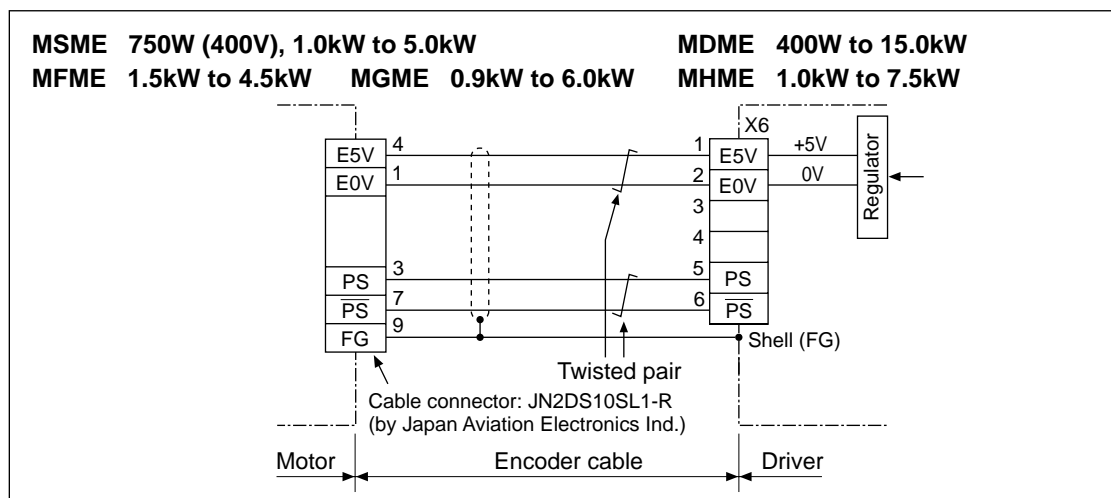 MSME 750W (400V), 1.0kW to 5.0kW MDME 400W to 15.0kW
MFME 1.5kW to 4.5kW MGME 0.9kW to 6.0kW MHME 1.0kW to 7.5kW
X6
E5V 4 1 E5V +5V
E0V 1 2 E0V 0V
Regulator
3
4
PS 3 5 PS
P̅S̅ 7 6 P̅S̅
FG 9 Shell (FG)
Twisted pair
Cable connector: JN2DS10SL1-R
(by Japan Aviation Electronics Ind.)
Motor Encoder cable Driver